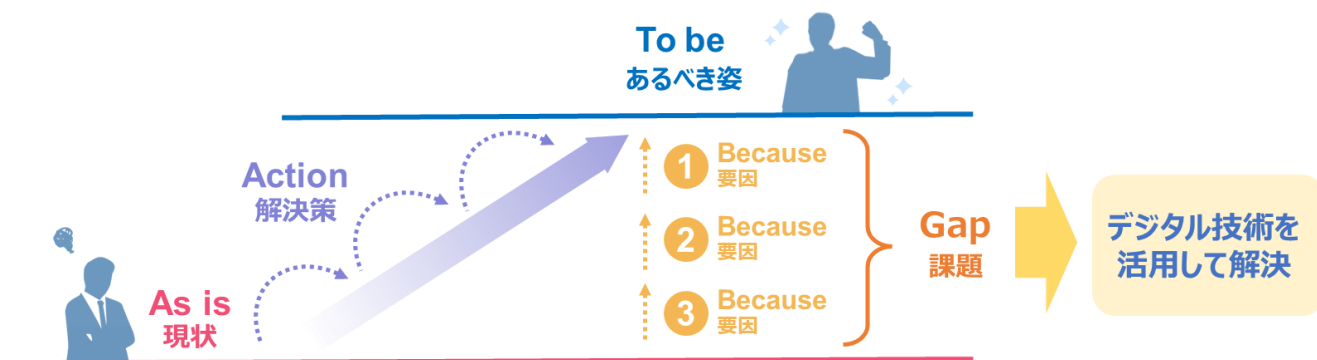 To be
あるべき姿
Action
解決策
As is
現状
1 Because
要因
2 Because
要因
3 Because
要因
Gap
課題
デジタル技術を
活用して解決